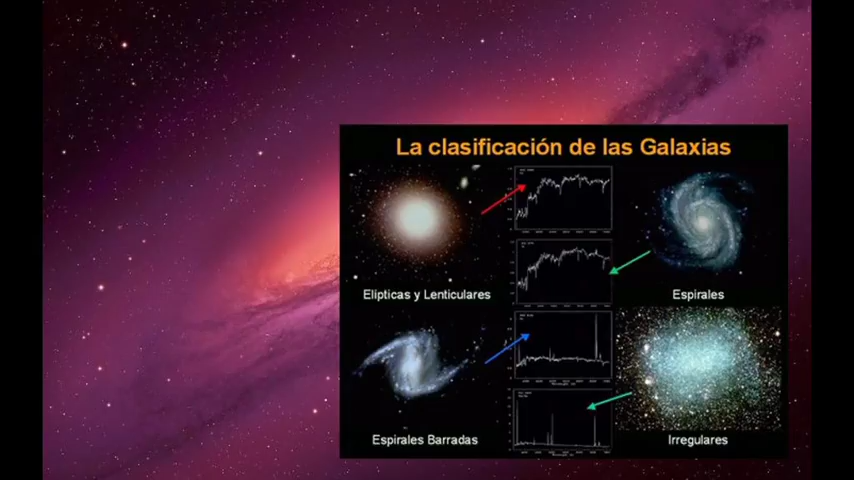 La clasificación de las Galaxias
Elípticas y Lenticulares
Espirales
Espirales Barradas
Irregulares